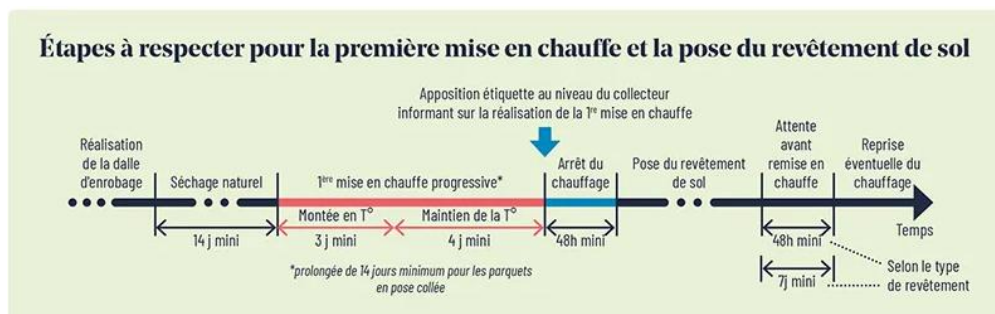 Étapes à respecter pour la première mise en chauffe et la pose du revêtement de sol
Apposition étiquette au niveau du collecteur
informant sur la réalisation de la 1re mise en chauffe
Réalisation
de la dalle
d'enrobage
Séchage naturel
1ère mise en chauffe progressive*
Arrêt du
chauffage
Pose du revêtement
de sol
Attente
avant
remise en
chauffe
Reprise
éventuelle du
chauffage
Montée en T°
Maintien de la T°
Temps
14 j mini
3 j mini
4 j mini
48h mini
48h mini
*prolongée de 14 jours minimum pour les parquets
en pose collée
7j mini
Selon le type
de revêtement